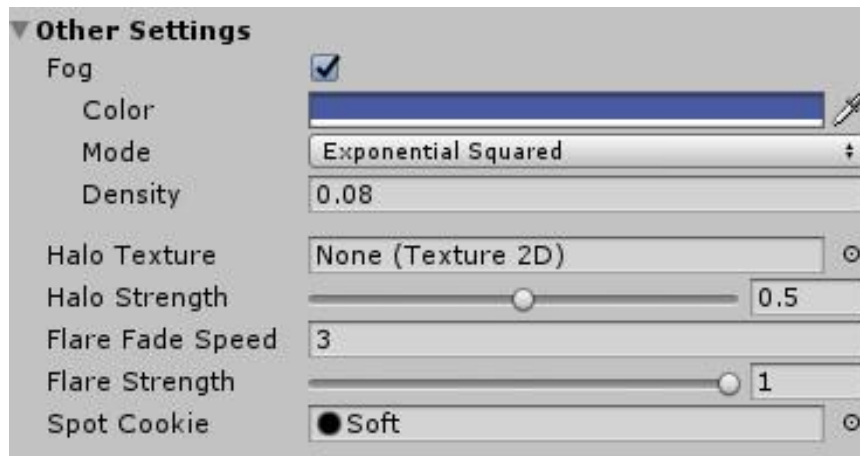 Other Settings
Fog
Color
Mode Exponential Squared
Density 0.08
Halo Texture None (Texture 2D)
Halo Strength 0.5
Flare Fade Speed 3
Flare Strength 1
Spot Cookie Soft